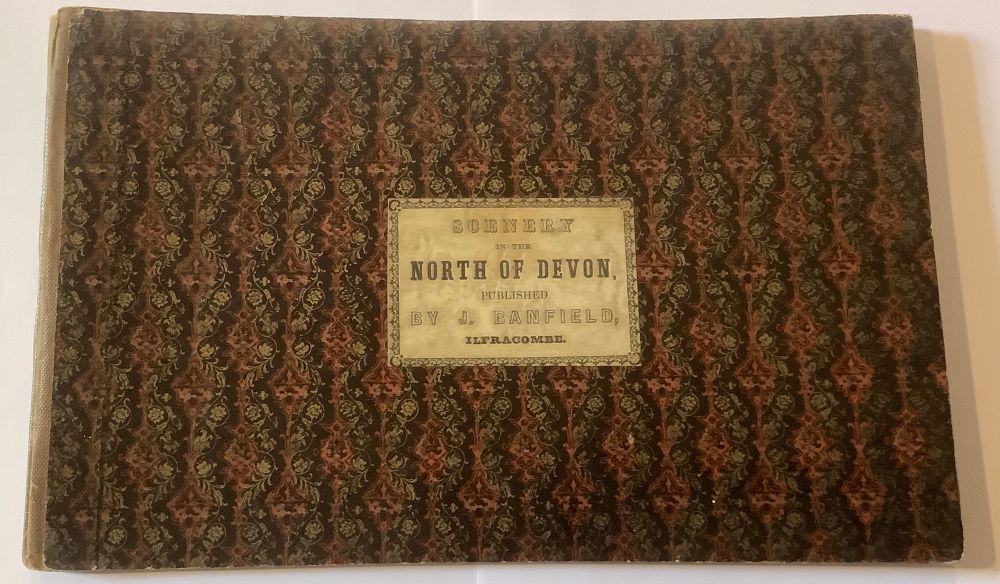 SCENERY
IN THE
NORTH OF DEVON,
PUBLISHED
BY J. BANFIELD,
ILFRACOMBE.